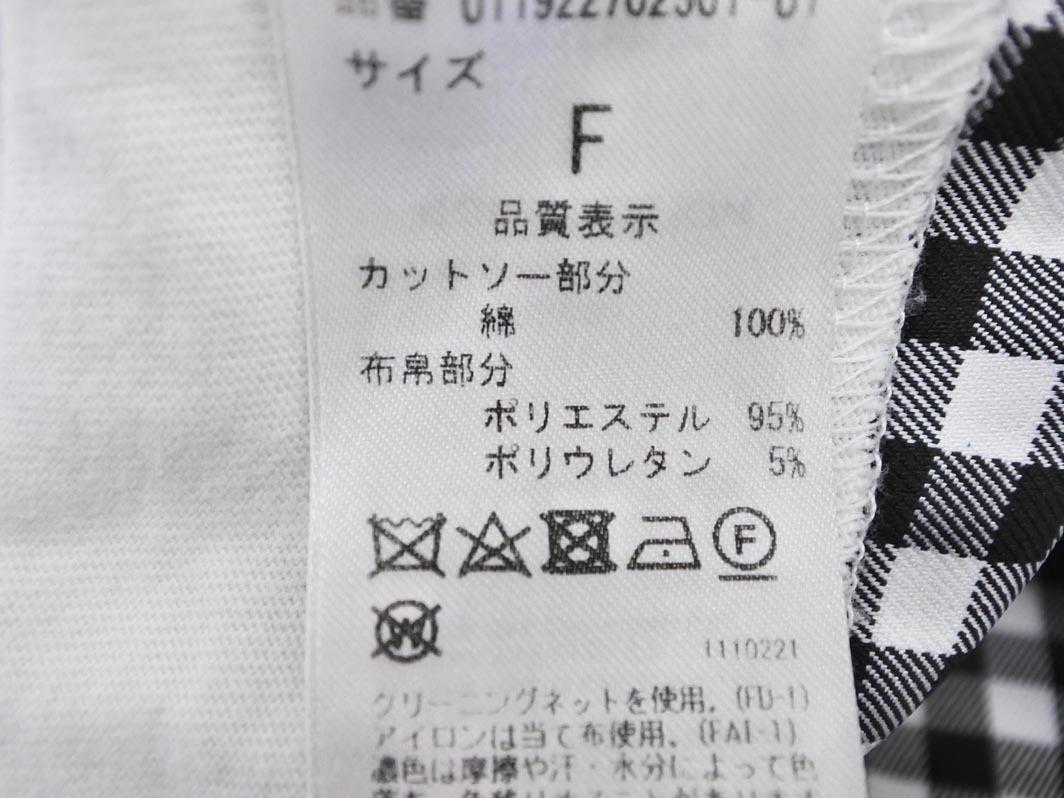 サイズ
F
品質表示
カットソー部分
綿 100%
布帛部分
ポリエステル 95%
ポリウレタン 5%
F
W
1110221
クリーニングネットを使用. (FD-1)
アイロンは当て布使用. (FAI-1)
濃色は摩擦や汗・水分によって色